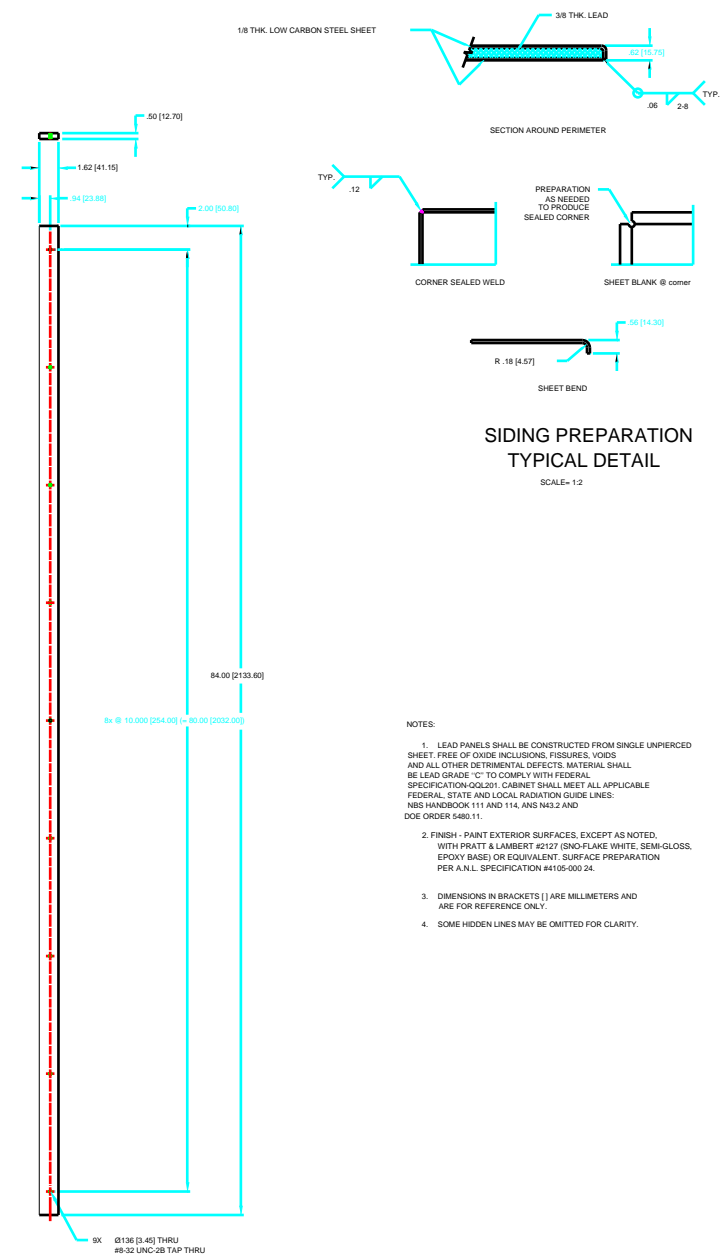 3/8 THK. LEAD
1/8 THK. LOW CARBON STEEL SHEET
.62 [15.75]
TYP.
.06 2-8
SECTION AROUND PERIMETER
.50 [12.70]
1.62 [41.15]
.94 [23.88]
2.00 [50.80]
TYP.
.12
CORNER SEALED WELD
PREPARATION
AS NEEDED
TO PRODUCE
SEALED CORNER
SHEET BLANK @ corner
.56 [14.30]
R .18 [4.57]
SHEET BEND
SIDING PREPARATION
TYPICAL DETAIL
SCALE= 1:2
84.00 [2133.60]
8x @ 10.000 [254.00] (= 80.00 [2032.00])
NOTES:
1. LEAD PANELS SHALL BE CONSTRUCTED FROM SINGLE UNPIERCED
SHEET. FREE OF OXIDE INCLUSIONS, FISSURES, VOIDS
AND ALL OTHER DETRIMENTAL DEFECTS. MATERIAL SHALL
BE LEAD GRADE "C" TO COMPLY WITH FEDERAL
SPECIFICATION-QQL201. CABINET SHALL MEET ALL APPLICABLE
FEDERAL, STATE AND LOCAL RADIATION GUIDE LINES:
NBS HANDBOOK 111 AND 114, ANS N43.2 AND
DOE ORDER 5480.11.
2. FINISH - PAINT EXTERIOR SURFACES, EXCEPT AS NOTED,
WITH PRATT & LAMBERT #2127 (SNO-FLAKE WHITE, SEMI-GLOSS,
EPOXY BASE) OR EQUIVALENT. SURFACE PREPARATION
PER A.N.L. SPECIFICATION #4105-000 24.
3. DIMENSIONS IN BRACKETS [ ] ARE MILLIMETERS AND
ARE FOR REFERENCE ONLY.
4. SOME HIDDEN LINES MAY BE OMITTED FOR CLARITY.
9X Ø136 [3.45] THRU
#8-32 UNC-2B TAP THRU